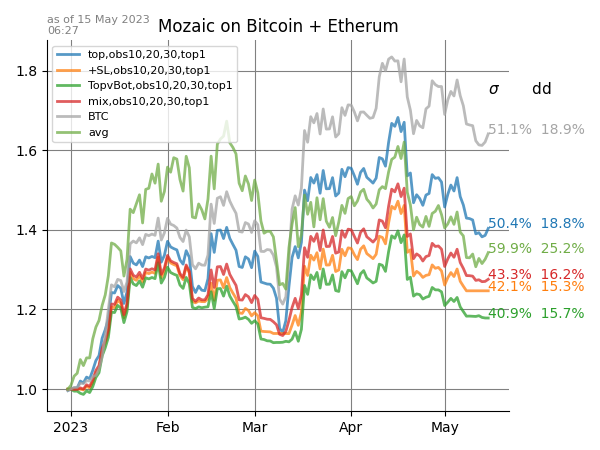 as of 15 May 2023
06:27
Mozaic on Bitcoin + Etherum
top,obs10,20,30,top1
+SL,obs10,20,30,top1
TopvBot,obs10,20,30,top1
mix,obs10,20,30,top1
BTC
avg
σ dd
51.1% 18.9%
50.4% 18.8%
59.9% 25.2%
43.3% 16.2%
42.1% 15.3%
40.9% 15.7%
1.8
1.6
1.4
1.2
1.0
2023 Feb Mar Apr May